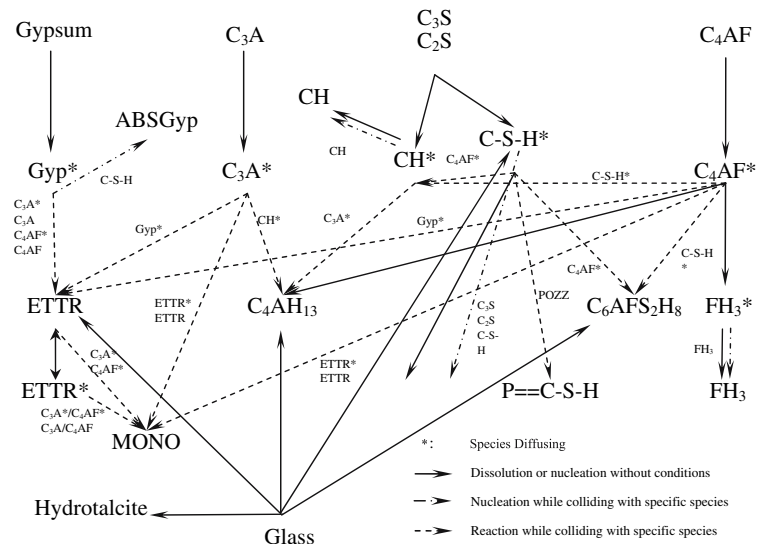 Gypsum
C₃A
C₃S
C₂S
C₄AF
CH
ABSGyp
C-S-H*
CH
CH*
C₄AF*
Gyp*
C-S-H
C₃A*
C-S-H*
C₄AF*
C₃A*
C₃A
C₄AF*
C₄AF
Gyp*
CH*
C₃A*
Gyp*
C-S-H
*
C₄AF*
ETTR
ETTR*
ETTR
C₄AH₁₃
C₃S
C₂S
C-S-
H
POZZ
C₆AFS₂H₈
FH₃*
C₃A*
C₄AF*
ETTR*
ETTR
FH₃
ETTR*
C₃A*/C₄AF*
C₃A/C₄AF
MONO
P==C-S-H
FH₃
*: Species Diffusing
Dissolution or nucleation without conditions
Nucleation while colliding with specific species
Reaction while colliding with specific species
Hydrotalcite
Glass